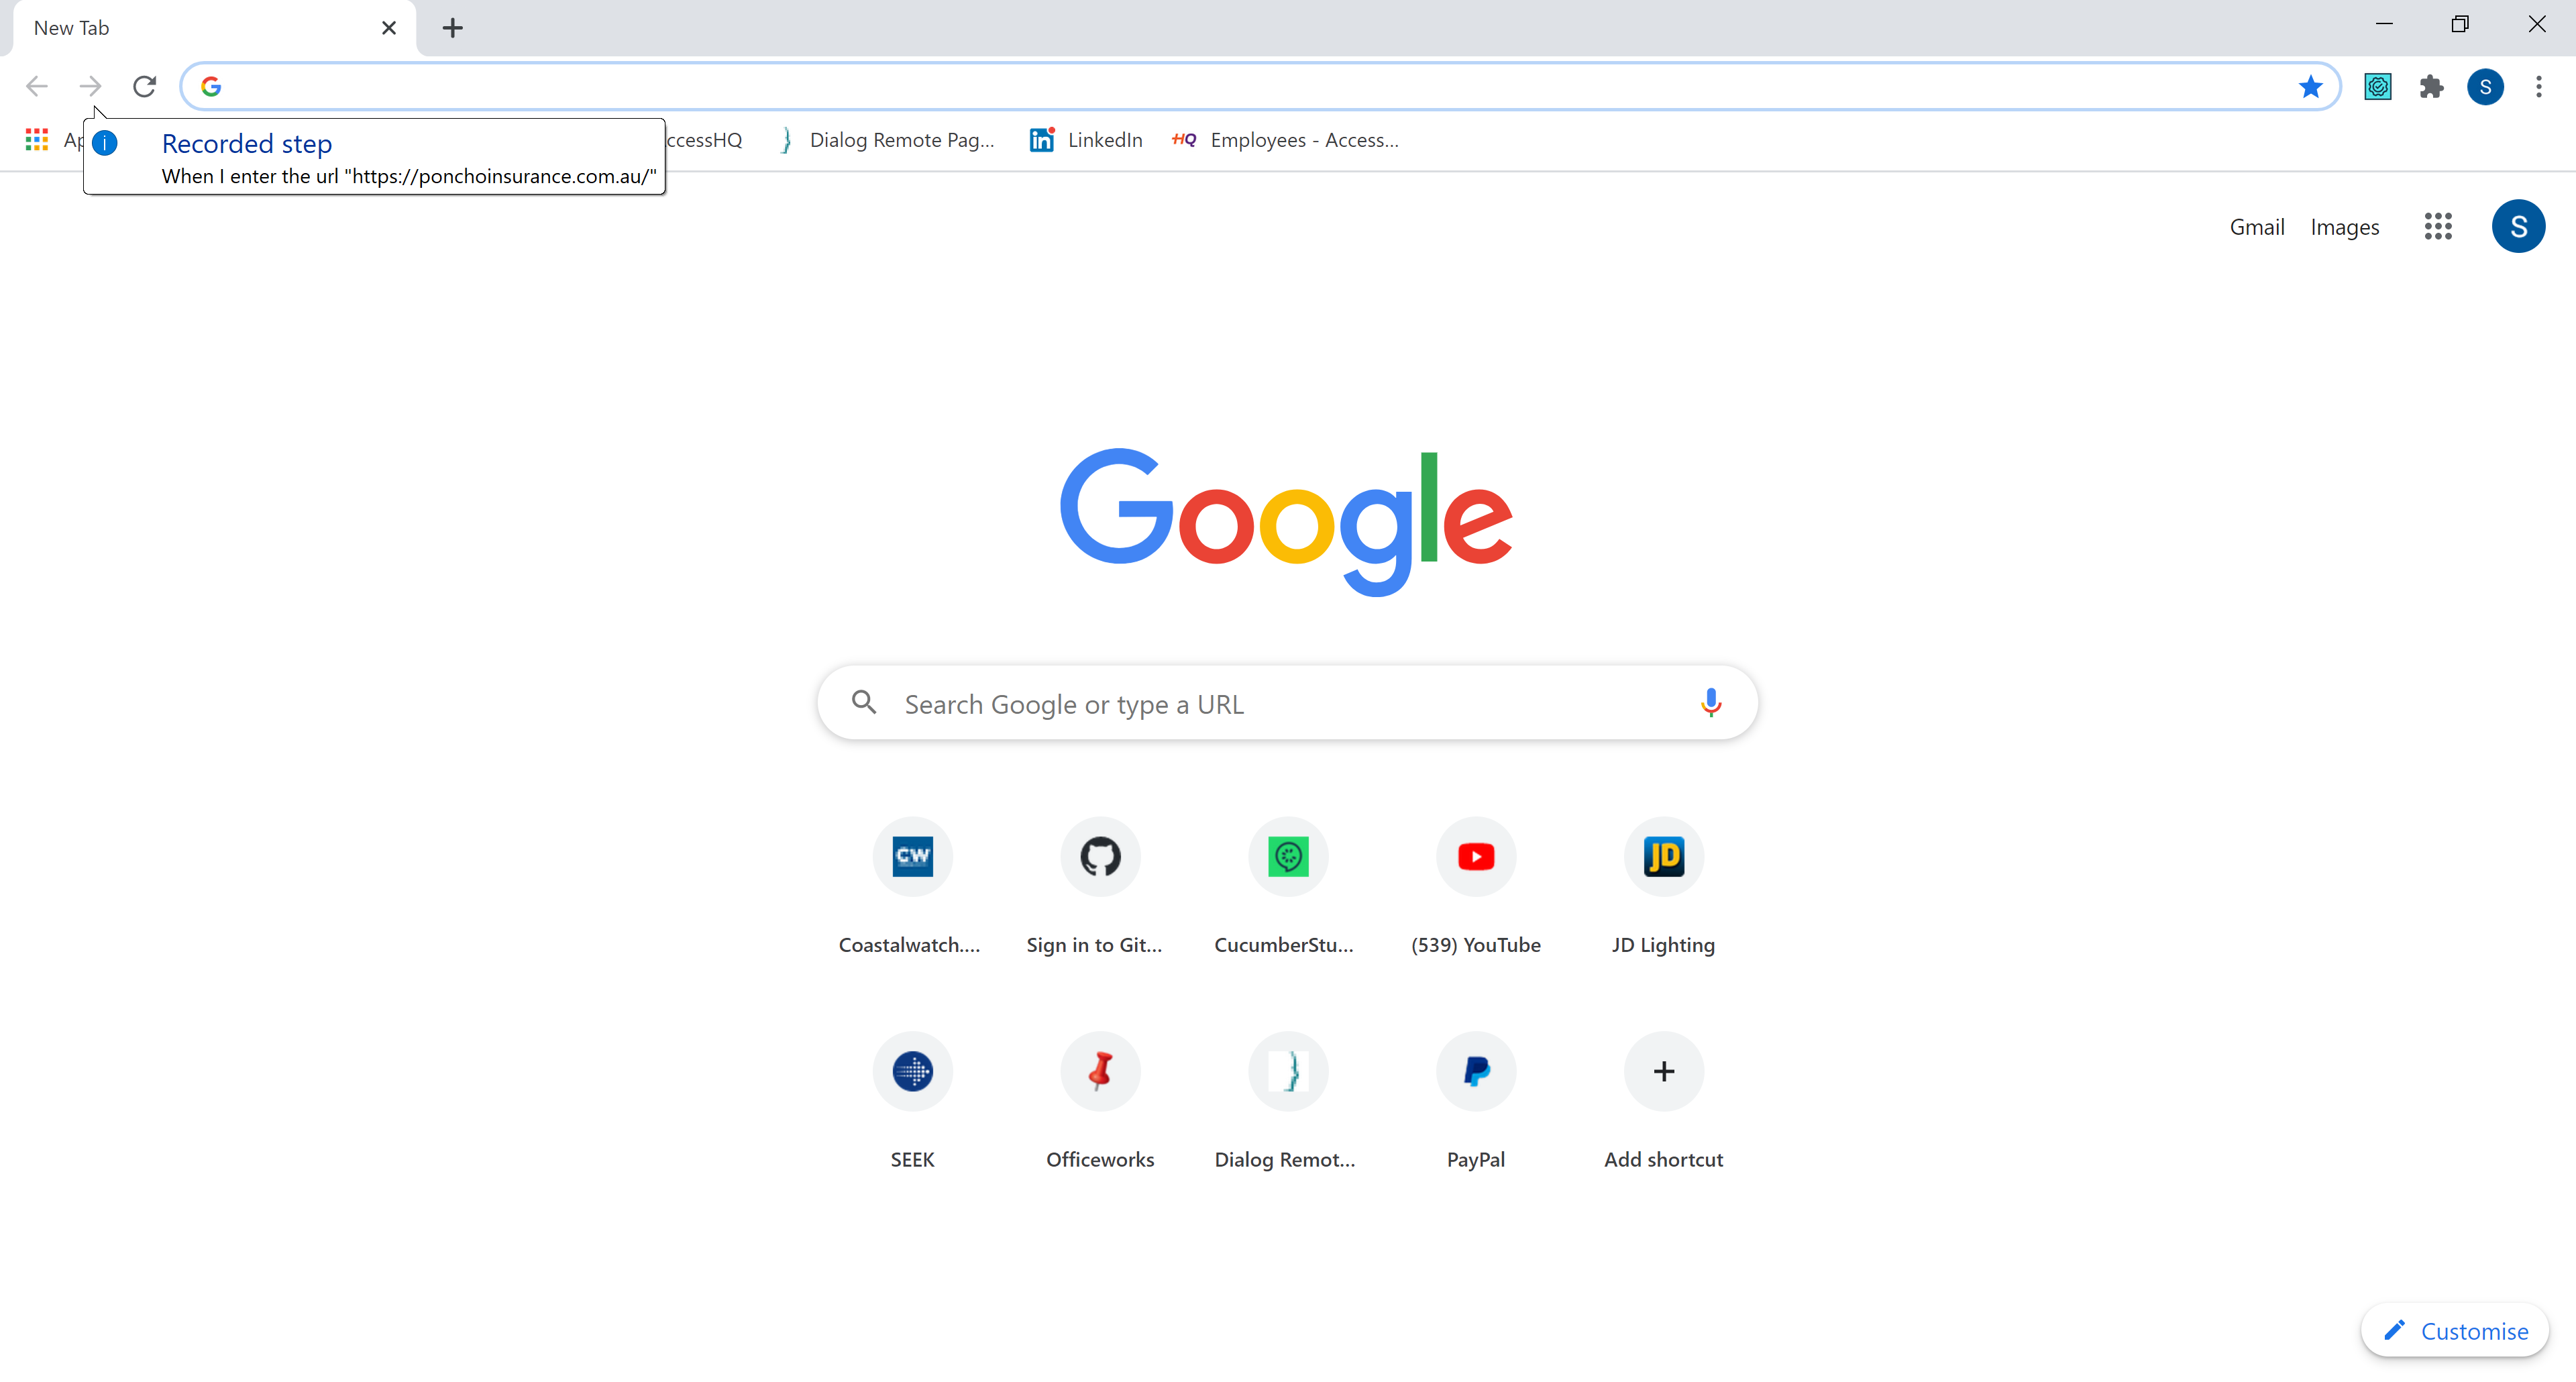 New Tab
Recorded step
When I enter the url "https://ponchoinsurance.com.au/"
ccessHQ
Dialog Remote Pag...
LinkedIn
HQ
Employees - Access...
S
Gmail
Images
S
Google
Search Google or type a URL
CW
JD
Coastalwatch....
Sign in to Git...
CucumberStu...
(539) YouTube
JD Lighting
SEEK
Officeworks
Dialog Remot...
PayPal
Add shortcut
Customise